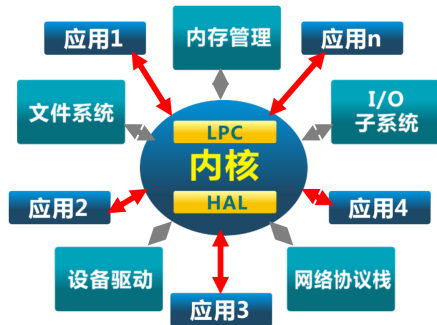 应用1
内存管理
应用n
文件系统
I/O
子系统
LPC
内核
HAL
应用2
应用4
设备驱动
网络协议栈
应用3